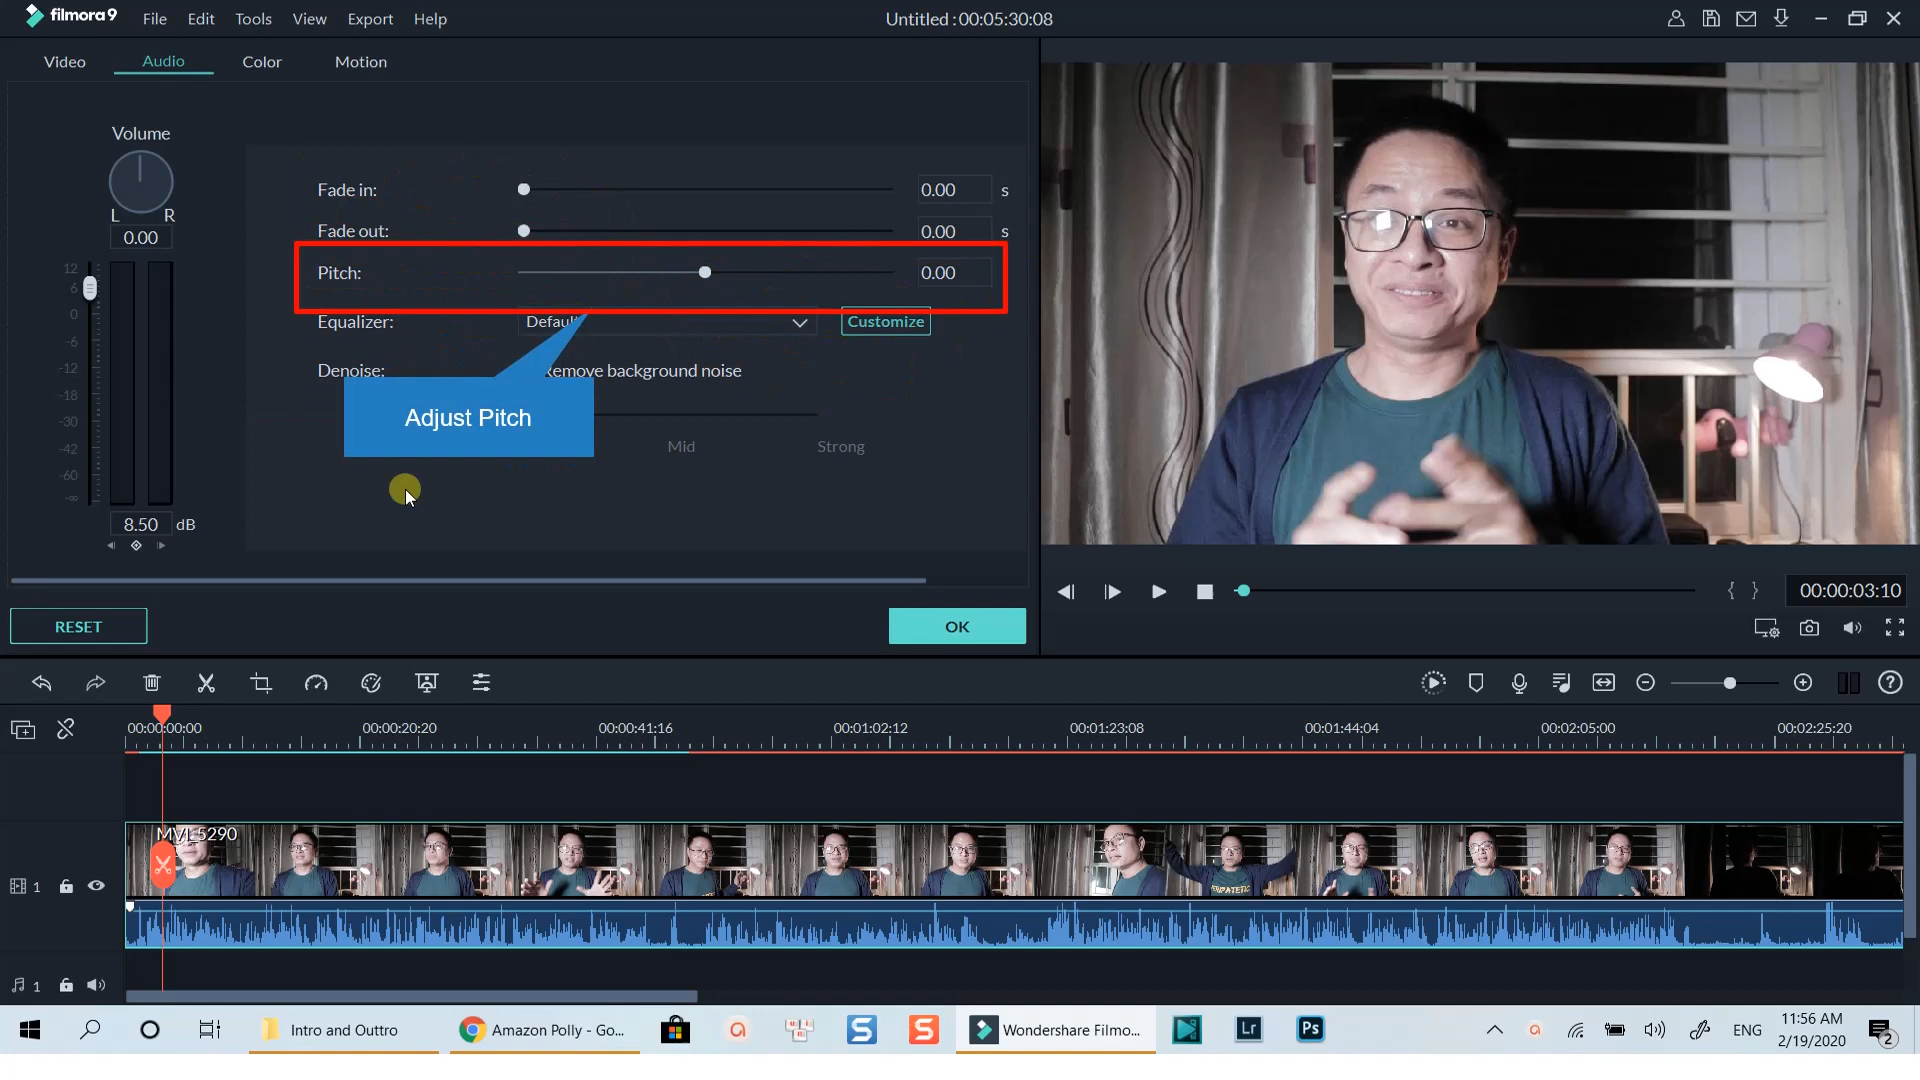 filmora9 File Edit Tools View Export Help Untitled : 00:05:30:08
Video Audio Color Motion
Volume
L R
0.00
12
6
0
-6
-12
-18
-30
-42
-60
-∞
8.50 dB
Fade in: 0.00 s
Fade out: 0.00 s
Pitch: 0.00
Equalizer: Default Customize
Denoise: Remove background noise
Adjust Pitch
Mid Strong
RESET OK
{ } 00:00:03:10
00:00:00:00 00:00:20:20 00:00:41:16 00:01:02:12 00:01:23:08 00:01:44:04 00:02:05:00 00:02:25:20
MVI_5290
1
1
Intro and Outtro Amazon Polly - Go... Wondershare Filmo... Lr Ps ENG
11:56 AM
2/19/2020
2